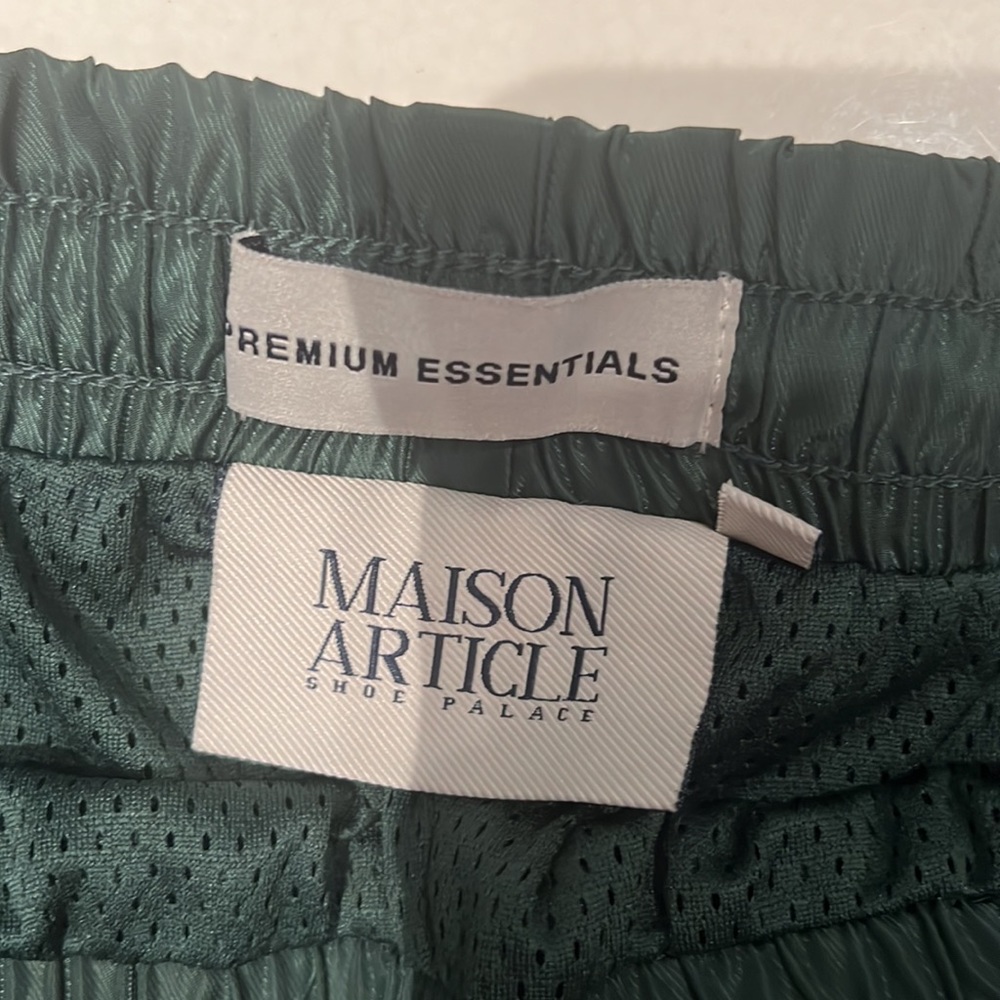 PREMIUM ESSENTIALS
MAISON
ARTICLE
SHOE PALACE